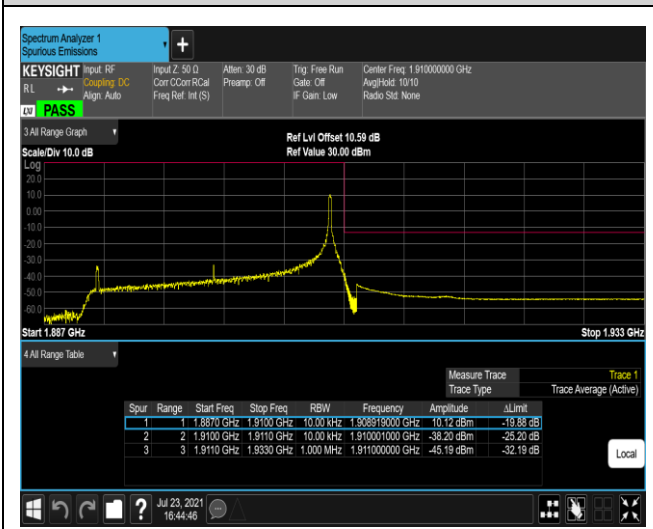 Spectrum Analyzer 1
Spurious Emissions
+
KEYSIGHT Input: RF Input Z: 50 Ω Atten: 30 dB Trig: Free Run Center Freq: 1.910000000 GHz
RL Coupling: DC Corr CCorr RCal Preamp: Off Gate: Off Avg|Hold: 10/10
Align: Auto Freq Ref: Int (S) IF Gain: Low Radio Std: None
LXI PASS
3 All Range Graph
Ref Lvl Offset 10.59 dB
Scale/Div 10.0 dB Ref Value 30.00 dBm
Log
20.0
10.0
0.00
-10.0
-20.0
-30.0
-40.0
-50.0
-60.0
Start 1.887 GHz Stop 1.933 GHz
4 All Range Table
Measure Trace Trace 1
Trace Type Trace Average (Active)
Spur Range Start Freq Stop Freq RBW Frequency Amplitude ΔLimit
1 1 1.8870 GHz 1.9100 GHz 10.00 kHz 1.908919000 GHz 10.12 dBm -19.88 dB
2 2 1.9100 GHz 1.9110 GHz 10.00 kHz 1.910001000 GHz -38.20 dBm -25.20 dB
3 3 1.9110 GHz 1.9330 GHz 1.000 MHz 1.911000000 GHz -45.19 dBm -32.19 dB
Local
? Jul 23, 2021
16:44:46